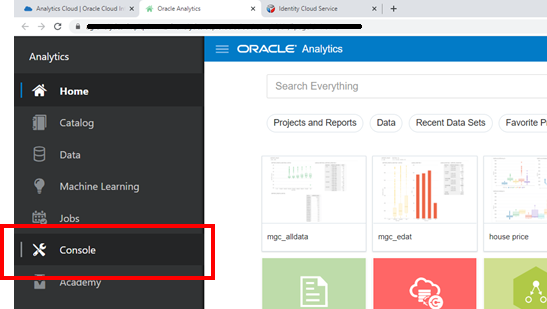 Analytics Cloud | Oracle Cloud In
Oracle Analytics
Identity Cloud Service
Analytics
ORACLE Analytics
Home
Search Everything
Catalog
Projects and Reports
Data
Recent Data Sets
Favorite P
Data
Machine Learning
Jobs
mgc_alldata
mgc_edat
house price
Console
Academy